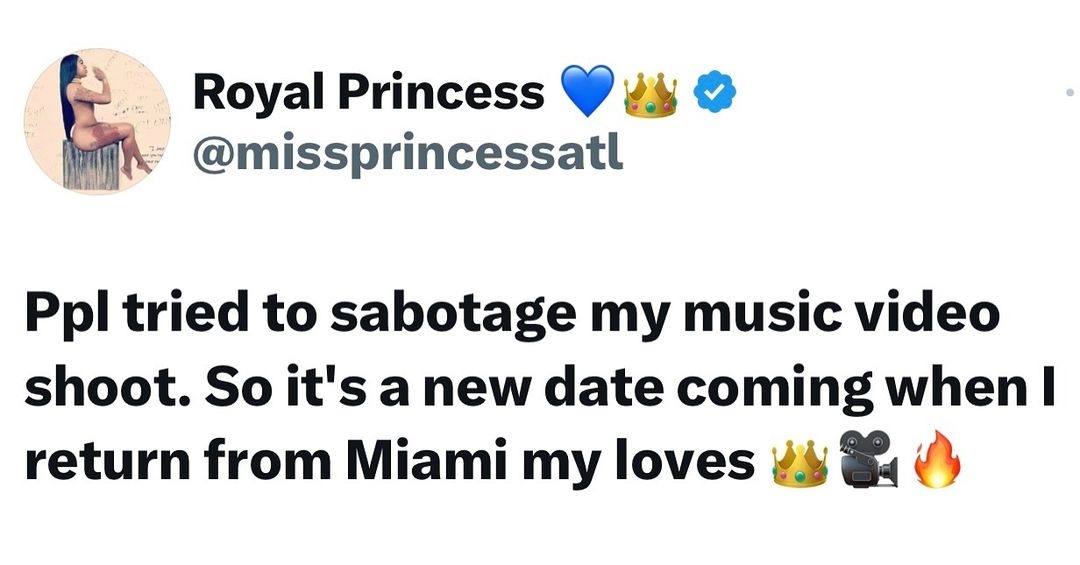 Royal Princess 💙👑
@missprincessatl
Ppl tried to sabotage my music video
shoot. So it's a new date coming when I
return from Miami my loves 👑🎥🔥